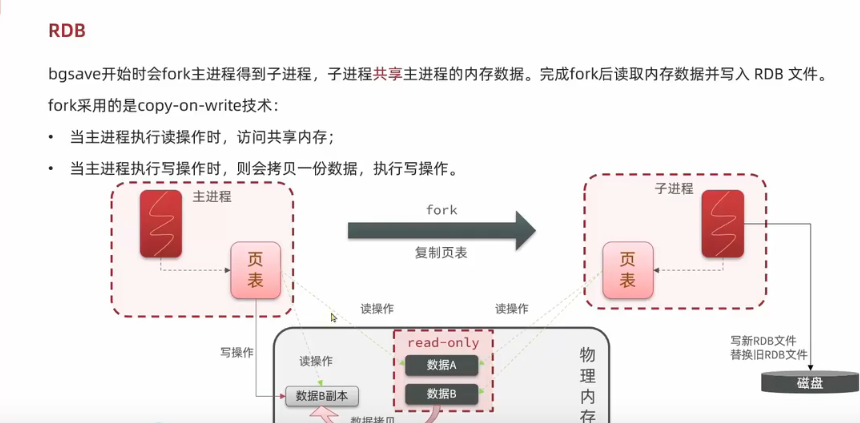 RDB
bgsave开始时会fork主进程得到子进程，子进程共享主进程的内存数据。完成fork后读取内存数据并写入 RDB 文件。
fork采用的是copy-on-write技术：
• 当主进程执行读操作时，访问共享内存；
• 当主进程执行写操作时，则会拷贝一份数据，执行写操作。
主进程
fork
子进程
复制页表
页
表
页
表
读操作
读操作
写操作
读操作
read-only
数据A
数据B
数据B副本
数据拷贝
物
理
内
存
写新RDB文件
替换旧RDB文件
磁盘